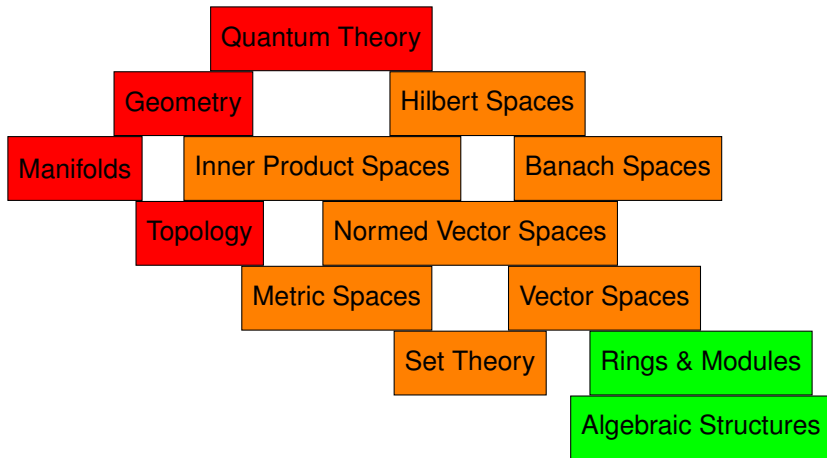 Quantum Theory
Geometry Hilbert Spaces
Manifolds Inner Product Spaces Banach Spaces
Topology Normed Vector Spaces
Metric Spaces Vector Spaces
Set Theory Rings & Modules
Algebraic Structures